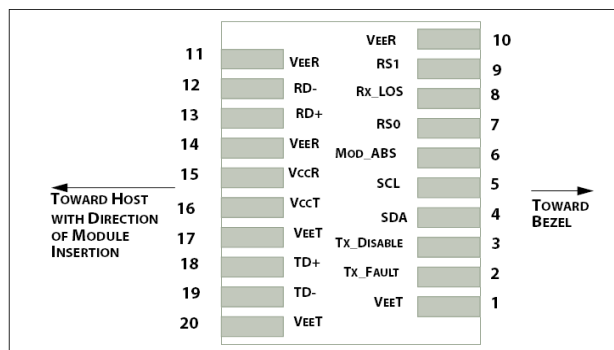 11 VEER
12 RD-
13 RD+
14 VEER
15 VCCR
16 VCCT
17 VEET
18 TD+
19 TD-
20 VEET
TOWARD HOST
WITH DIRECTION
OF MODULE
INSERTION
VEER 10
RS1 9
RX_LOS 8
RS0 7
MOD_ABS 6
SCL 5
SDA 4
TX_DISABLE 3
TX_FAULT 2
VEET 1
TOWARD
BEZEL